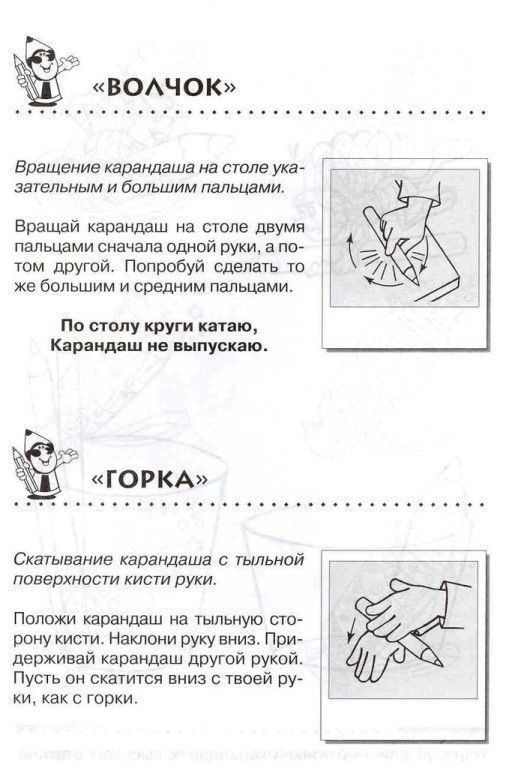 «ВОЛЧОК»
Вращение карандаша на столе ука-
зательным и большим пальцами.
Вращай карандаш на столе двумя
пальцами сначала одной руки, а по-
том другой. Попробуй сделать то
же большим и средним пальцами.
По столу круги катаю,
Карандаш не выпускаю.
«ГОРКА»
Скатывание карандаша с тыльной
поверхности кисти руки.
Положи карандаш на тыльную сто-
рону кисти. Наклони руку вниз. При-
держивай карандаш другой рукой.
Пусть он скатится вниз с твоей ру-
ки, как с горки.